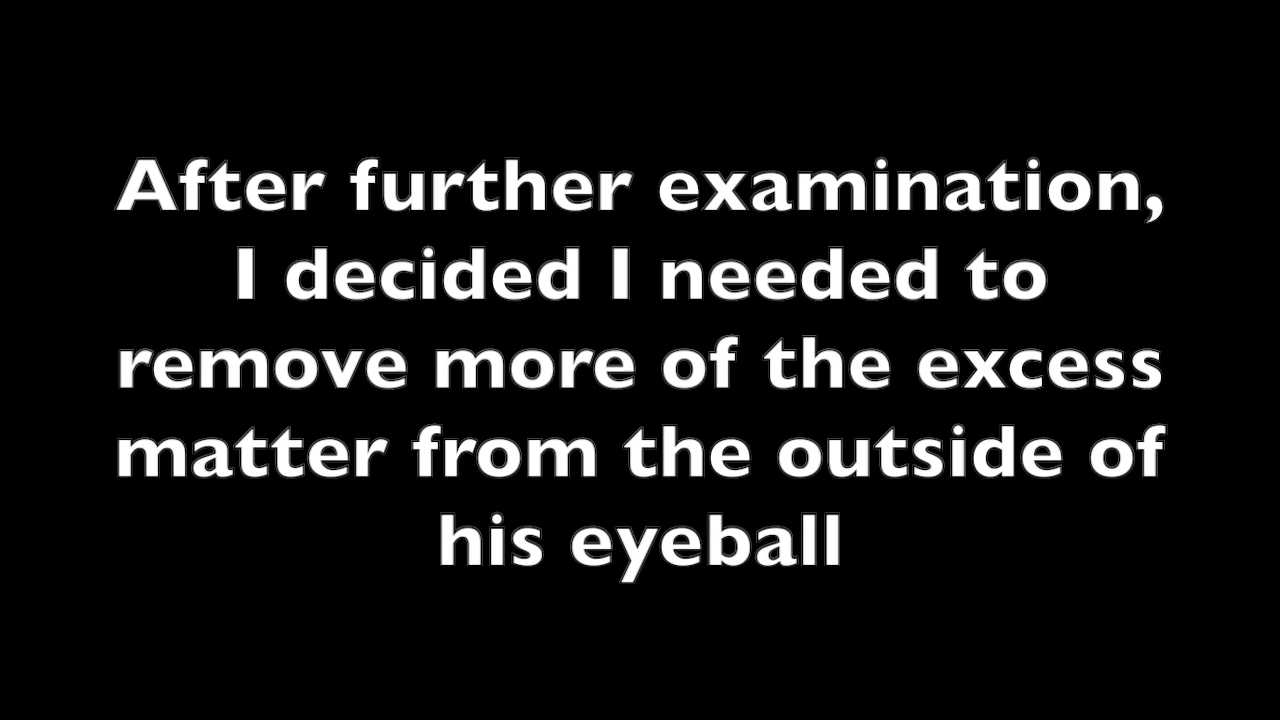 After further examination,
I decided I needed to
remove more of the excess
matter from the outside of
his eyeball